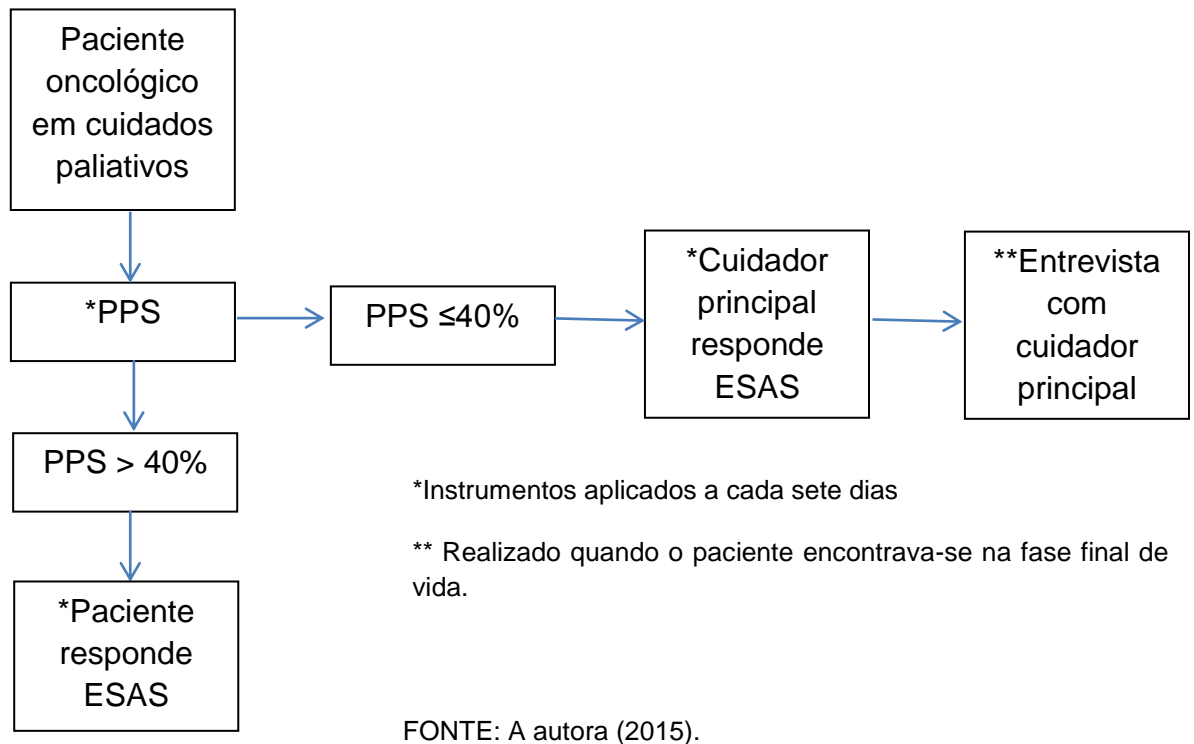 Paciente
oncológico
em cuidados
paliativos
*PPS
PPS ≤40%
*Cuidador
principal
responde
ESAS
**Entrevista
com
cuidador
principal
PPS > 40%
*Paciente
responde
ESAS
*Instrumentos aplicados a cada sete dias
** Realizado quando o paciente encontrava-se na fase final de
vida.
FONTE: A autora (2015).